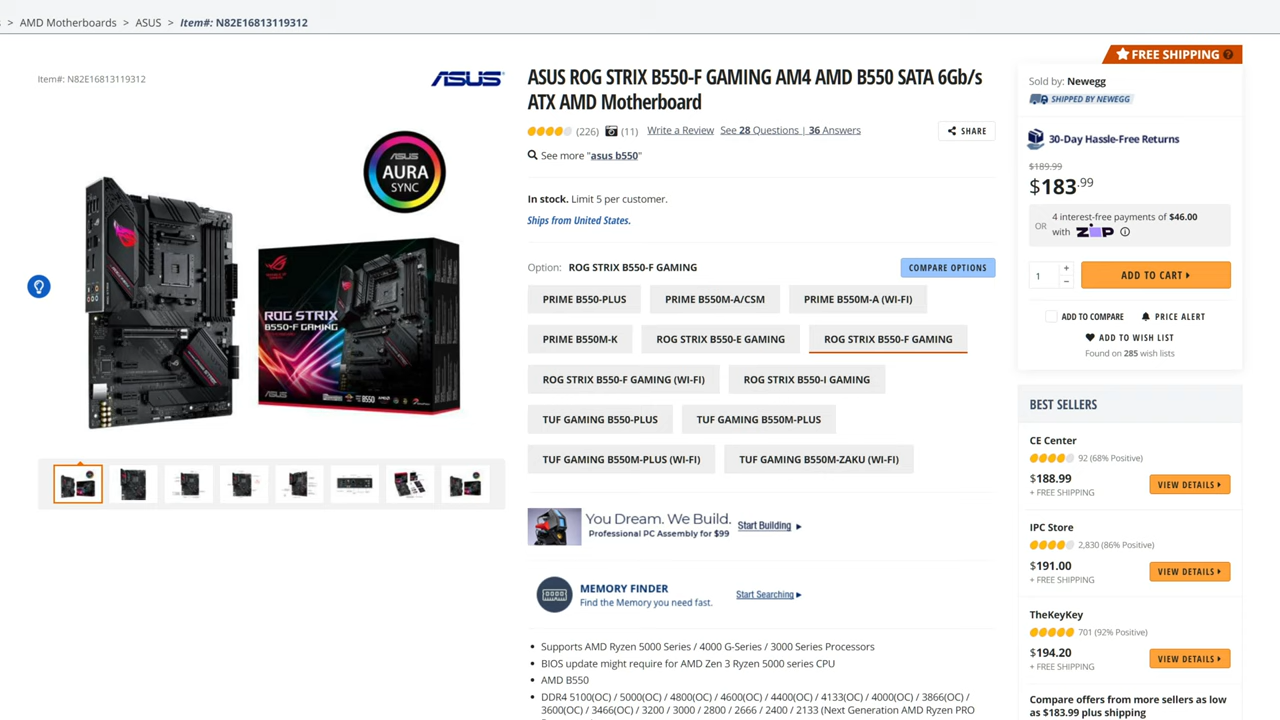 > AMD Motherboards > ASUS > Item#: N82E16813119312
FREE SHIPPING ?
Item#: N82E16813119312
ASUS
ASUS
AURA
SYNC
ROG STRIX
B550-F GAMING
ASUS
ASUS ROG STRIX B550-F GAMING AM4 AMD B550 SATA 6Gb/s
ATX AMD Motherboard
(226) (11) Write a Review See 28 Questions | 36 Answers
SHARE
See more "asus b550"
In stock. Limit 5 per customer.
Ships from United States.
Option: ROG STRIX B550-F GAMING
COMPARE OPTIONS
PRIME B550-PLUS PRIME B550M-A/CSM PRIME B550M-A (WI-FI)
PRIME B550M-K ROG STRIX B550-E GAMING ROG STRIX B550-F GAMING
ROG STRIX B550-F GAMING (WI-FI) ROG STRIX B550-I GAMING
TUF GAMING B550-PLUS TUF GAMING B550M-PLUS
TUF GAMING B550M-PLUS (WI-FI) TUF GAMING B550M-ZAKU (WI-FI)
You Dream. We Build.
Professional PC Assembly for $99
Start Building
MEMORY FINDER
Find the Memory you need fast.
Start Searching
• Supports AMD Ryzen 5000 Series / 4000 G-Series / 3000 Series Processors
• BIOS update might require for AMD Zen 3 Ryzen 5000 series CPU
• AMD B550
• DDR4 5100(OC) / 5000(OC) / 4800(OC) / 4600(OC) / 4400(OC) / 4133(OC) / 4000(OC) / 3866(OC) /
3600(OC) / 3466(OC) / 3200 / 3000 / 2800 / 2666 / 2400 / 2133 (Next Generation AMD Ryzen PRO
Sold by: Newegg
SHIPPED BY NEWEGG
30-Day Hassle-Free Returns
$189.99
$183.99
OR 4 interest-free payments of $46.00
with ZIP
1 + −
ADD TO CART
ADD TO COMPARE PRICE ALERT
ADD TO WISH LIST
Found on 285 wish lists
BEST SELLERS
CE Center
92 (68% Positive)
$188.99
+ FREE SHIPPING
VIEW DETAILS
IPC Store
2,830 (86% Positive)
$191.00
+ FREE SHIPPING
VIEW DETAILS
TheKeyKey
701 (92% Positive)
$194.20
+ FREE SHIPPING
VIEW DETAILS
Compare offers from more sellers as low
as $183.99 plus shipping